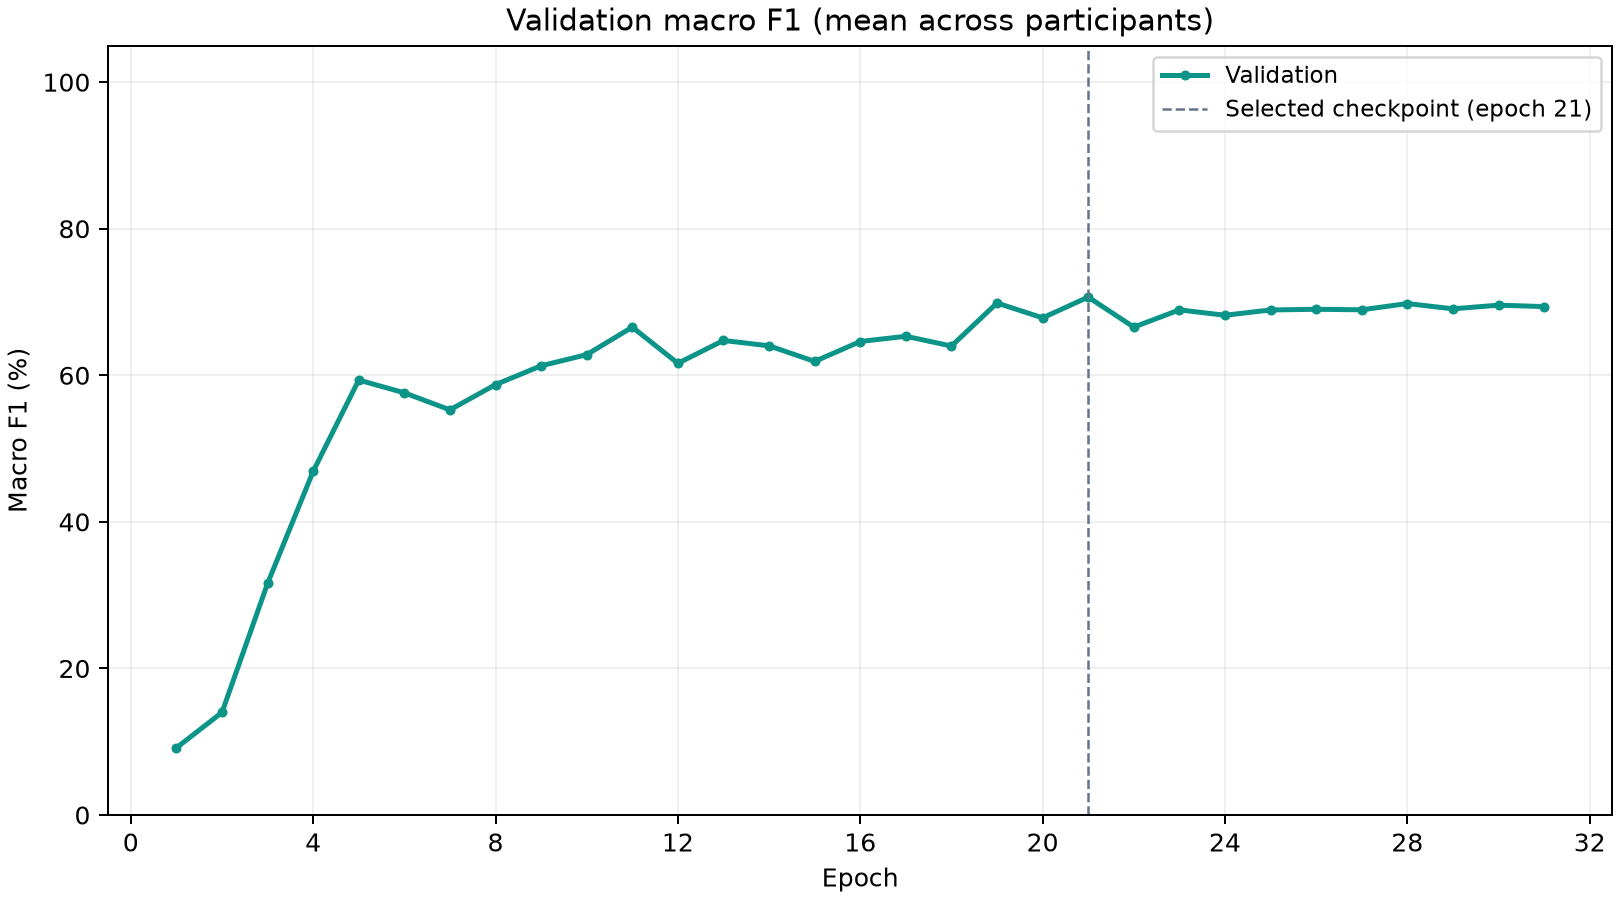 Validation macro F1 (mean across participants)
Validation
Selected checkpoint (epoch 21)
Macro F1 (%)
100
80
60
40
20
0
0 4 8 12 16 20 24 28 32
Epoch